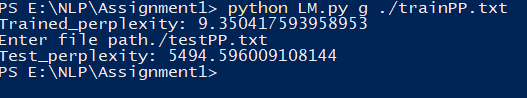 PS E:\NLP\Assignment1> python LM.py g ./trainPP.txt
Trained_perplexity: 9.350417593958953
Enter file path./testPP.txt
Test_perplexity: 5494.596009108144
PS E:\NLP\Assignment1>